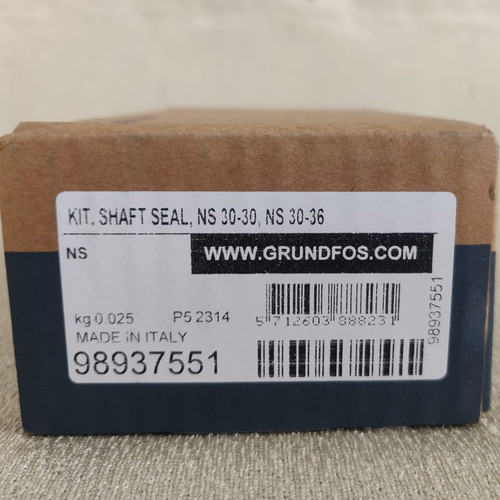 KIT, SHAFT SEAL, NS 30-30, NS 30-36
NS
WWW.GRUNDFOS.COM
kg 0.025 P5 2314
5 712603 888231
MADE IN ITALY
98937551
98937551